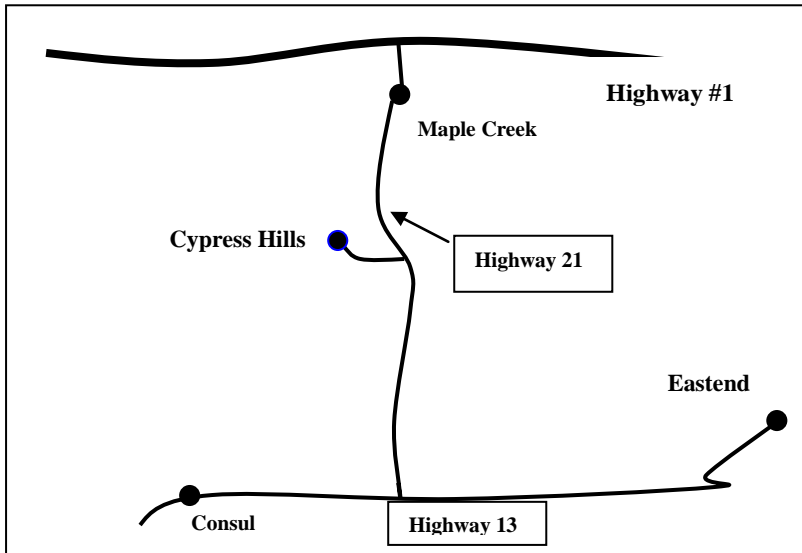 Highway #1
Maple Creek
Cypress Hills
Highway 21
Eastend
Consul
Highway 13